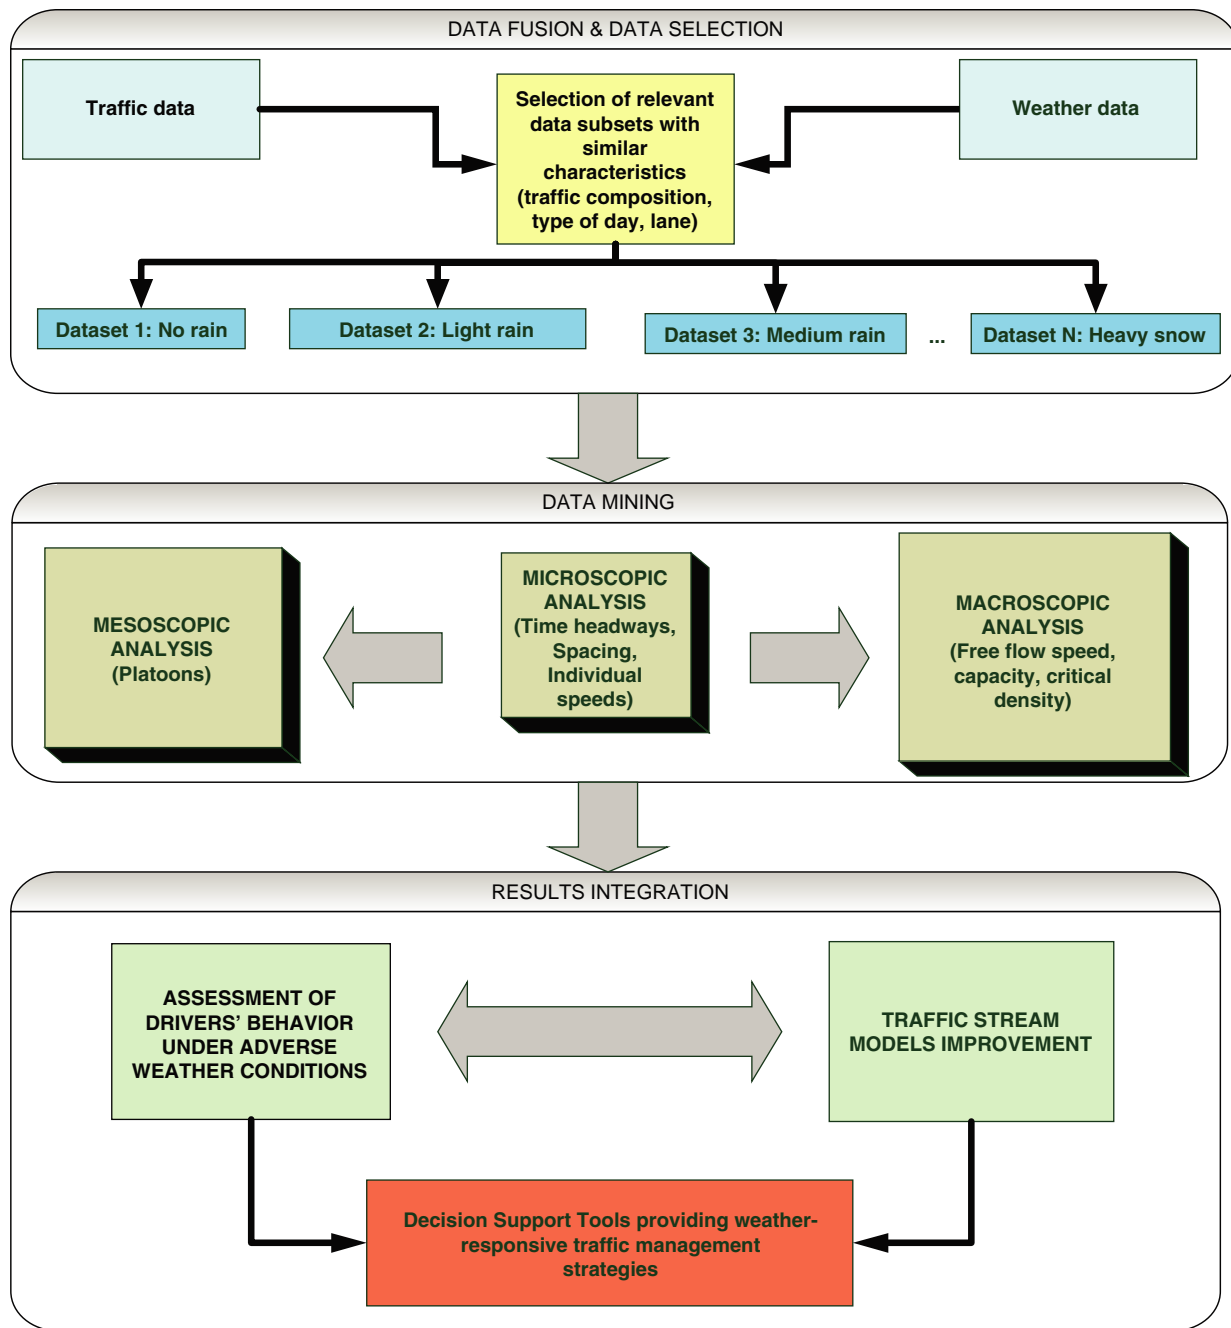 DATA FUSION & DATA SELECTION
Traffic data
Selection of relevant
data subsets with
similar
characteristics
(traffic composition,
type of day, lane)
Weather data
Dataset 1: No rain
Dataset 2: Light rain
Dataset 3: Medium rain
...
Dataset N: Heavy snow
DATA MINING
MESOSCOPIC
ANALYSIS
(Platoons)
MICROSCOPIC
ANALYSIS
(Time headways,
Spacing,
Individual
speeds)
MACROSCOPIC
ANALYSIS
(Free flow speed,
capacity, critical
density)
RESULTS INTEGRATION
ASSESSMENT OF
DRIVERS’ BEHAVIOR
UNDER ADVERSE
WEATHER CONDITIONS
TRAFFIC STREAM
MODELS IMPROVEMENT
Decision Support Tools providing weather-
responsive traffic management
strategies